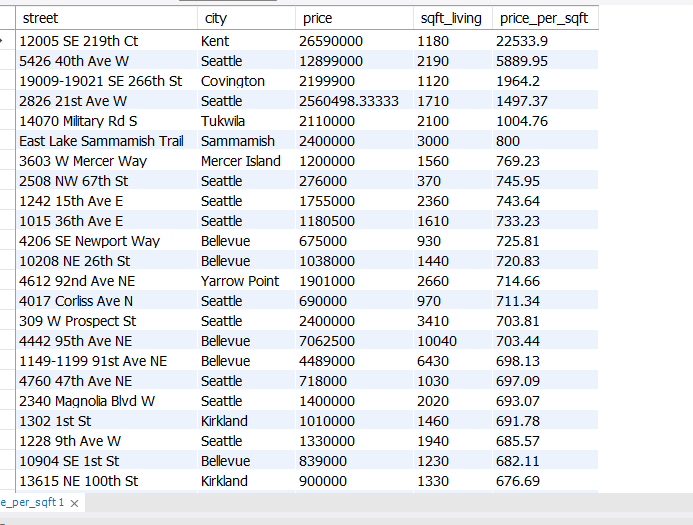 street city price sqft_living price_per_sqft
12005 SE 219th Ct Kent 26590000 1180 22533.9
5426 40th Ave W Seattle 12899000 2190 5889.95
19009-19021 SE 266th St Covington 2199900 1120 1964.2
2826 21st Ave W Seattle 2560498.33333 1710 1497.37
14070 Military Rd S Tukwila 2110000 2100 1004.76
East Lake Sammamish Trail Sammamish 2400000 3000 800
3603 W Mercer Way Mercer Island 1200000 1560 769.23
2508 NW 67th St Seattle 276000 370 745.95
1242 15th Ave E Seattle 1755000 2360 743.64
1015 36th Ave E Seattle 1180500 1610 733.23
4206 SE Newport Way Bellevue 675000 930 725.81
10208 NE 26th St Bellevue 1038000 1440 720.83
4612 92nd Ave NE Yarrow Point 1901000 2660 714.66
4017 Corliss Ave N Seattle 690000 970 711.34
309 W Prospect St Seattle 2400000 3410 703.81
4442 95th Ave NE Bellevue 7062500 10040 703.44
1149-1199 91st Ave NE Bellevue 4489000 6430 698.13
4760 47th Ave NE Seattle 718000 1030 697.09
2340 Magnolia Blvd W Seattle 1400000 2020 693.07
1302 1st St Kirkland 1010000 1460 691.78
1228 9th Ave W Seattle 1330000 1940 685.57
10904 SE 1st St Bellevue 839000 1230 682.11
13615 NE 100th St Kirkland 900000 1330 676.69
e_per_sqft 1